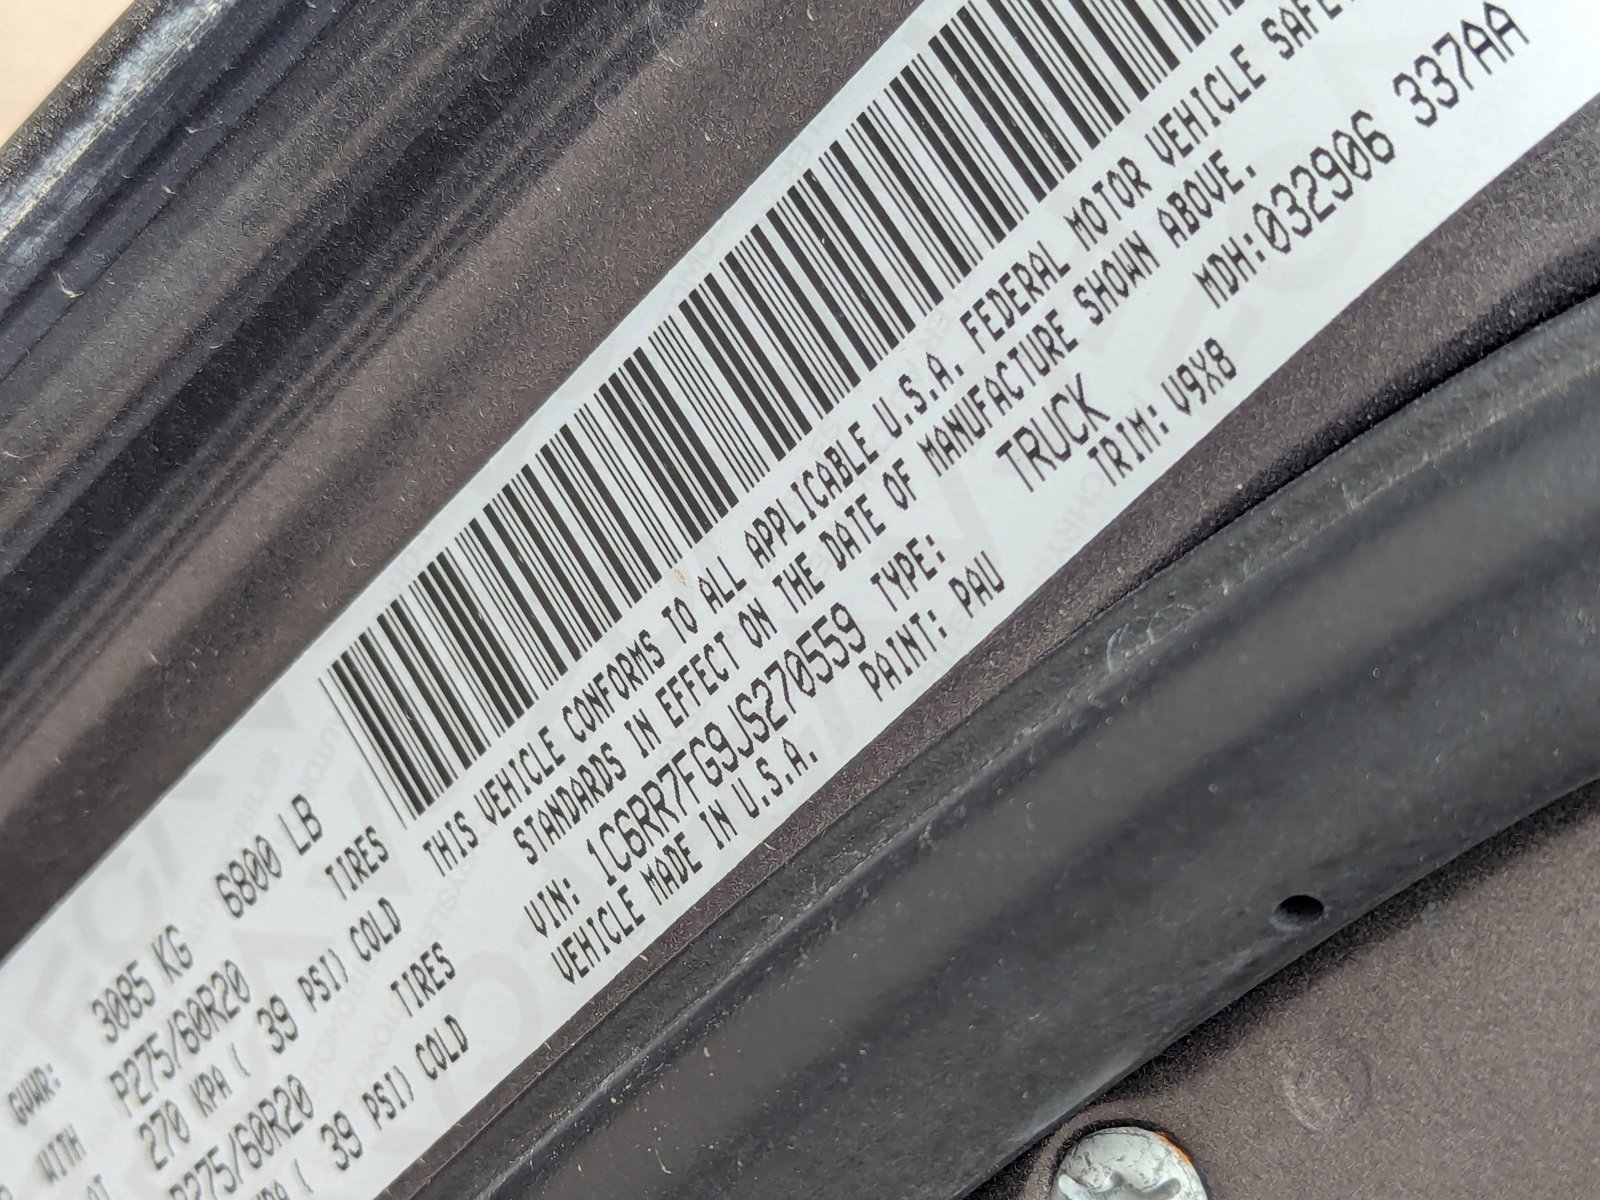 GVWR: 3085 KG 6800 LB
WITH P275/60R20 TIRES
AT 270 KPA ( 39 PSI) COLD
P275/60R20 TIRES
KPA ( 39 PSI) COLD
THIS VEHICLE CONFORMS TO ALL APPLICABLE U.S.A. FEDERAL MOTOR VEHICLE SAFETY
STANDARDS IN EFFECT ON THE DATE OF MANUFACTURE SHOWN ABOVE.
VIN: 1C6RR7FG9JS270559 TYPE: TRUCK MDH:032906 337AA
VEHICLE MADE IN U.S.A. PAINT: PAU TRIM: V9X8